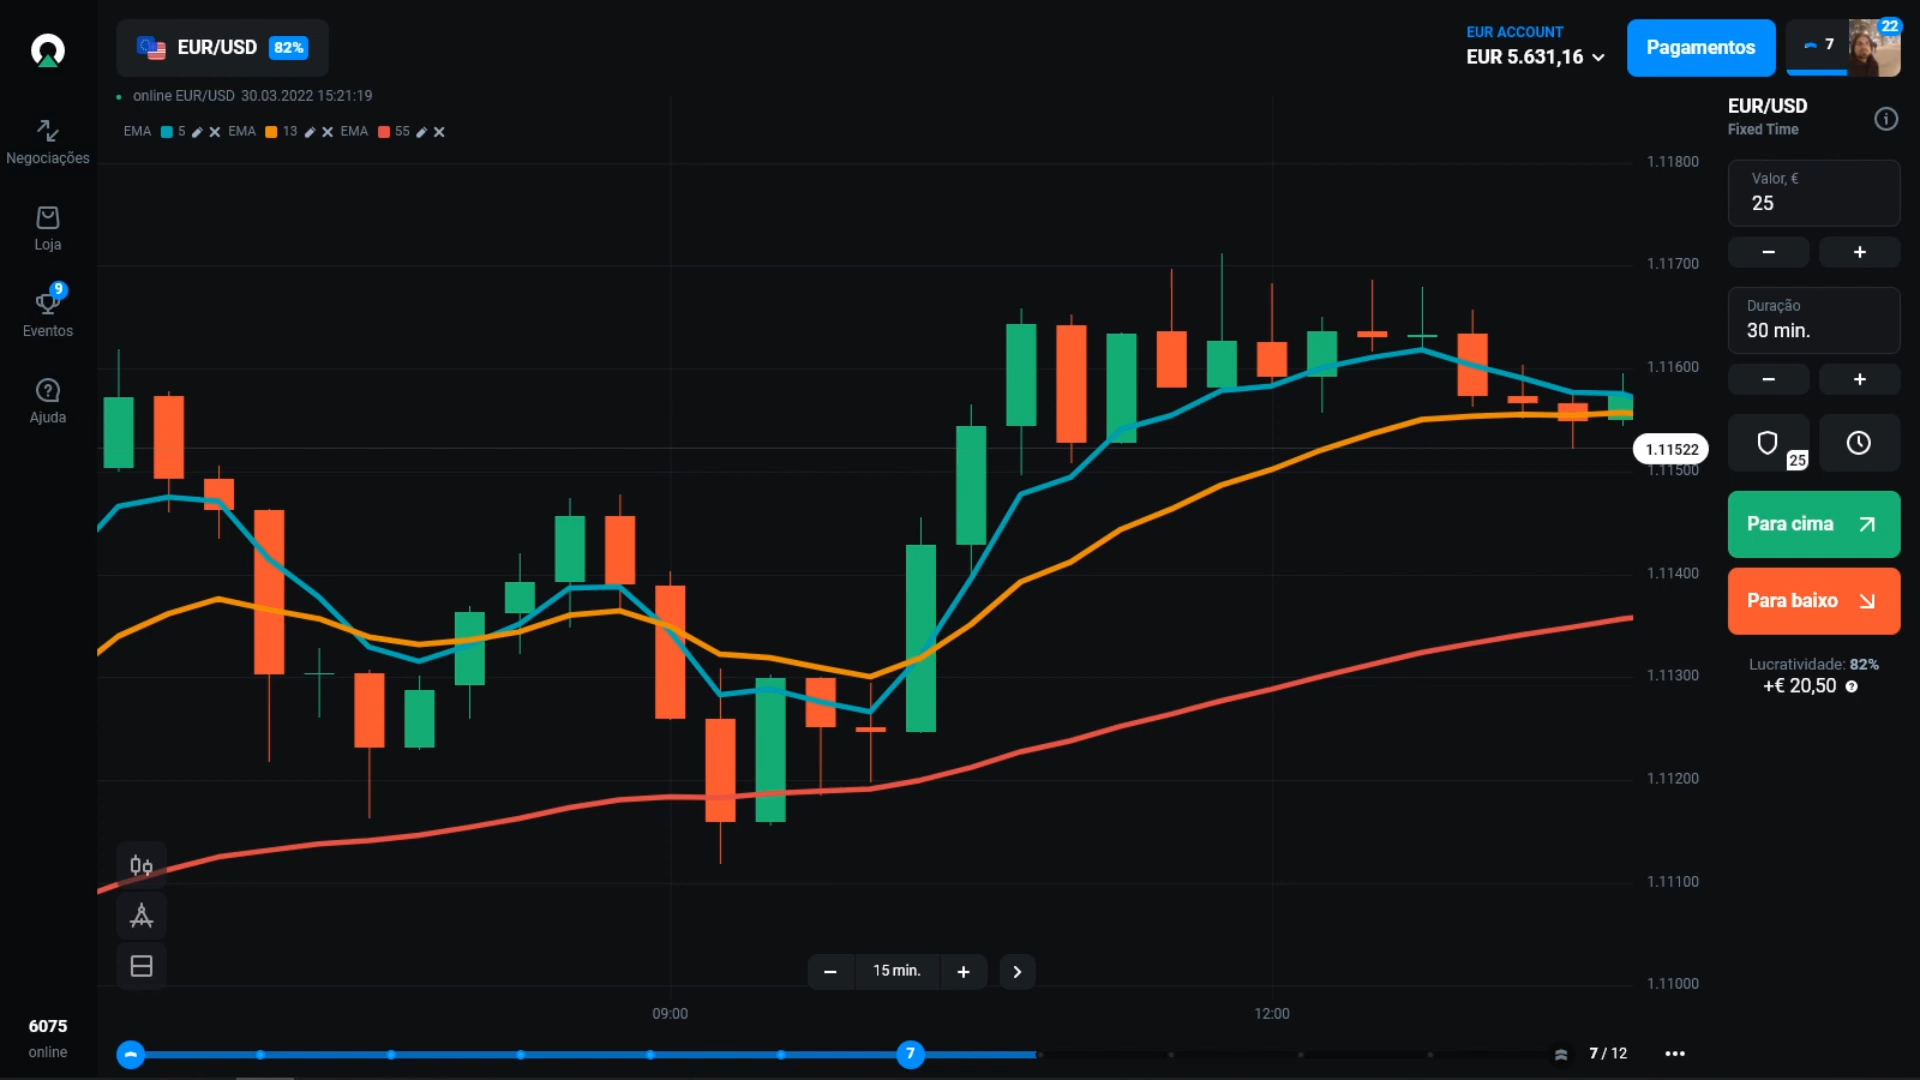 EUR/USD 82%
EUR ACCOUNT
EUR 5.631,16
Pagamentos
7
22
online EUR/USD 30.03.2022 15:21:19
EMA 5 EMA 13 EMA 55
Negociações
Loja
9
Eventos
Ajuda
6075
online
1.11800
1.11700
1.11600
1.11522
1.11500
1.11400
1.11300
1.11200
1.11100
1.11000
09:00
12:00
15 min.
7
7 / 12
EUR/USD
Fixed Time
Valor, €
25
Duração
30 min.
25
Para cima
Para baixo
Lucratividade: 82%
+€ 20,50